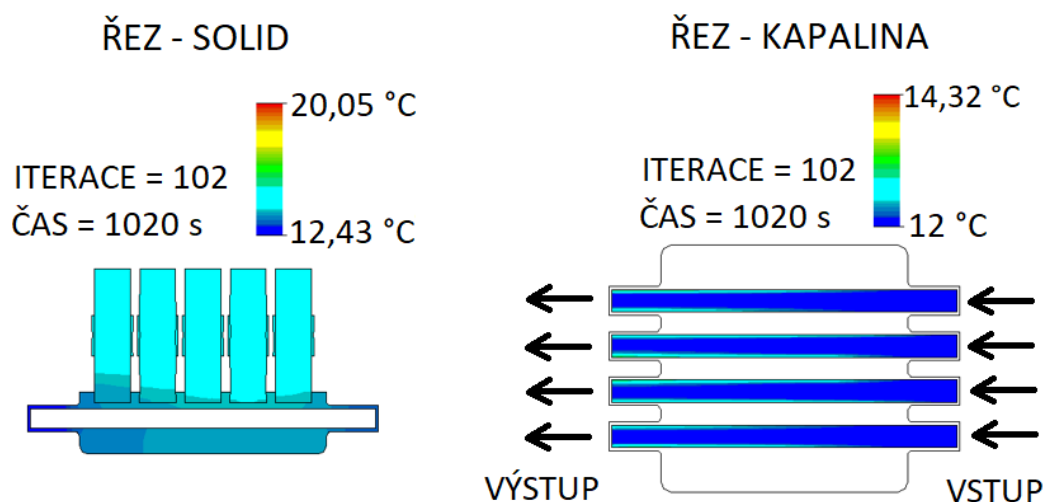 ŘEZ - SOLID
20,05 °C
ITERACE = 102
ČAS = 1020 s
12,43 °C
ŘEZ - KAPALINA
14,32 °C
ITERACE = 102
ČAS = 1020 s
12 °C
VÝSTUP
VSTUP